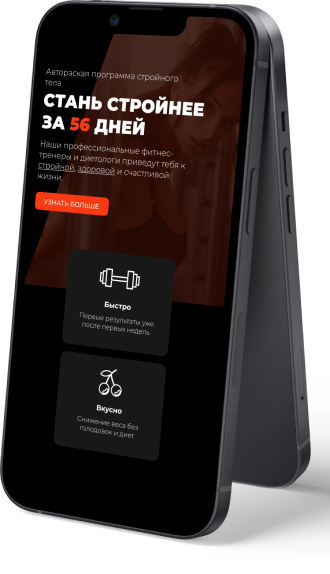 Автораская программа стройного
тела
СТАНЬ СТРОЙНЕЕ
ЗА 56 ДНЕЙ
Наши профессиональные фитнес-
тренеры и диетологи приведут тебя к
стройной, здоровой и счастливой
жизни.
УЗНАТЬ БОЛЬШЕ
Быстро
Первые результаты уже
после первых недель
Вкусно
Снижение веса без
голодовок и диет